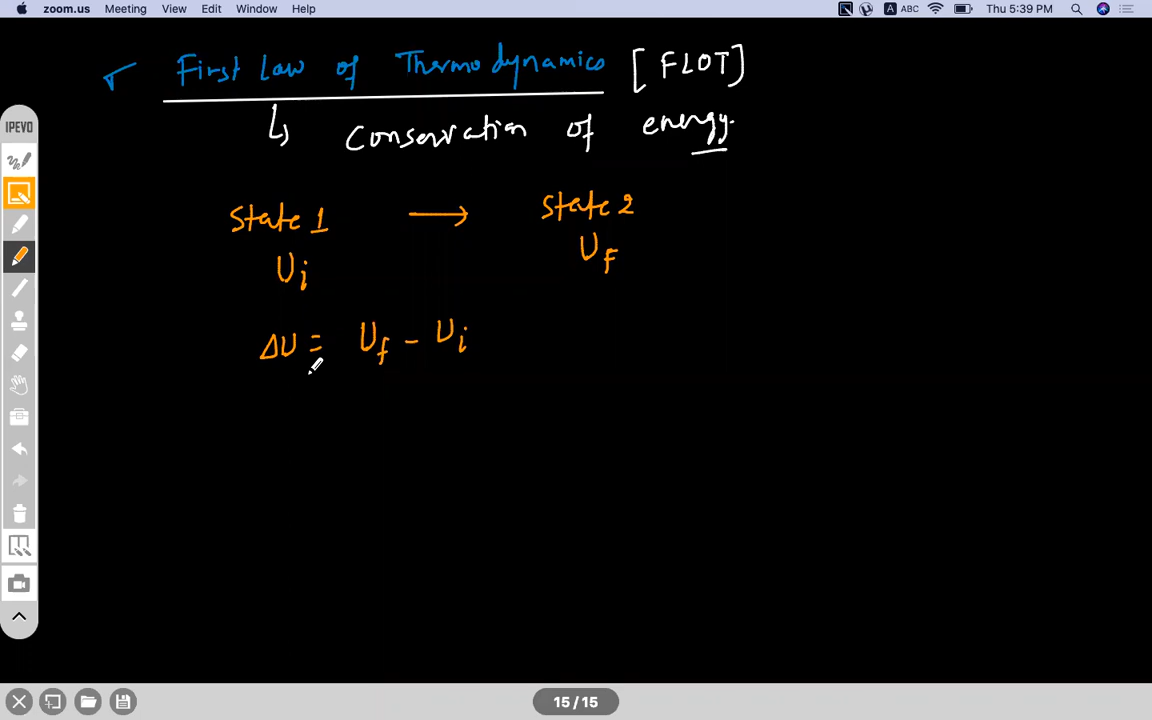 zoom.us Meeting View Edit Window Help A ABC Thu 5:39 PM
First Law of Thermodynamics [FLOT]
↳ Conservation of energy.
IPEVO
State 1 → State 2
Ui Uf
ΔU = Uf - Ui
15/15